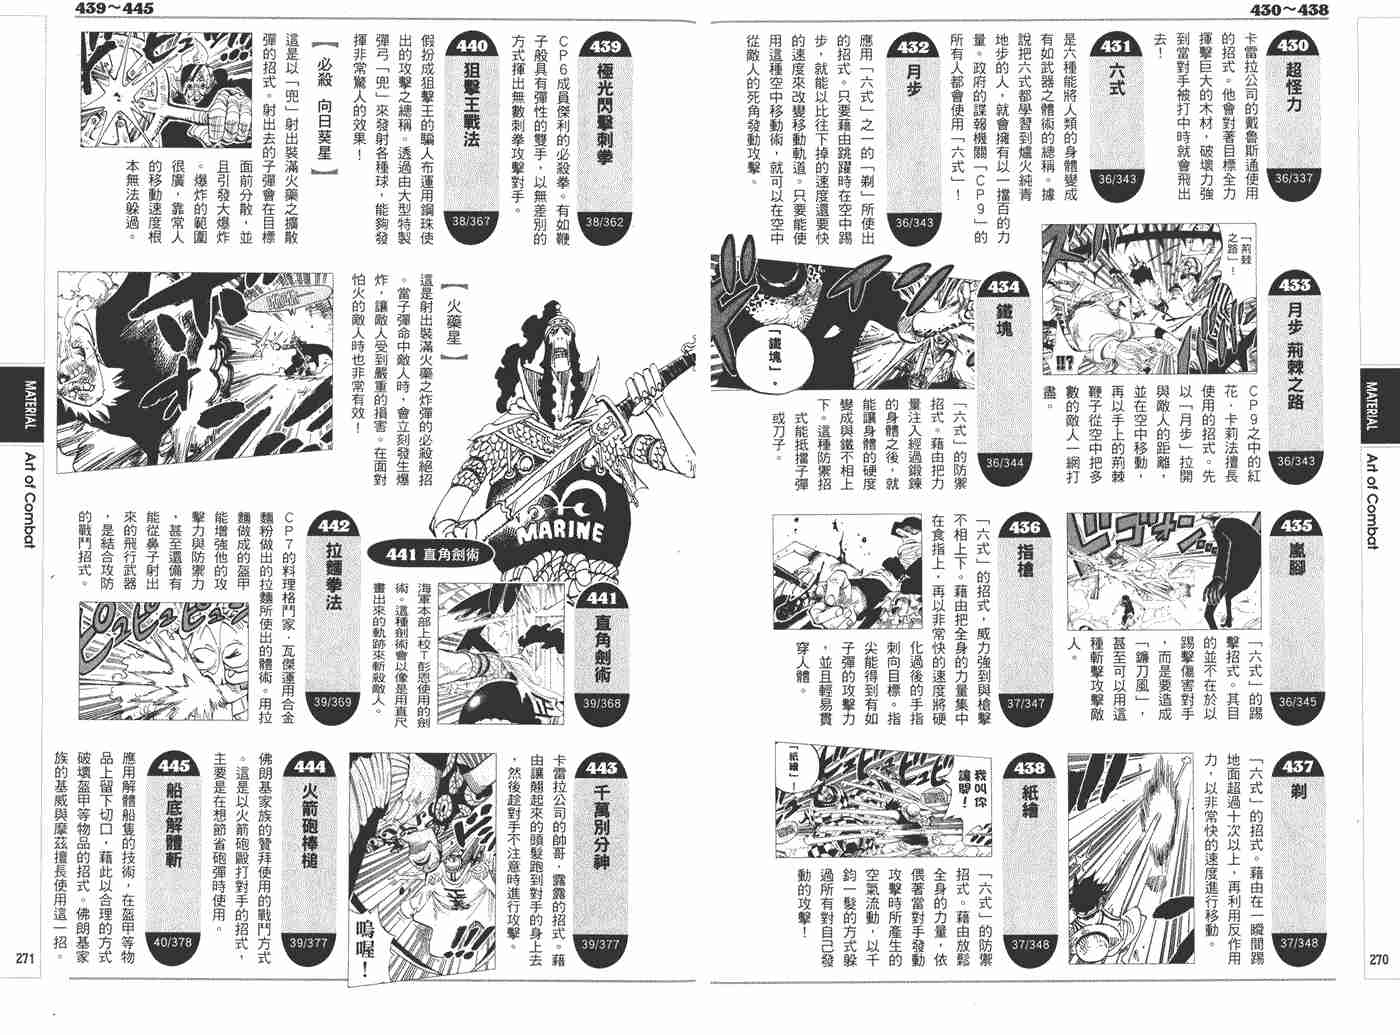 430～438
430
超怪力
36/337
卡雷拉公司的戴魯斯通使用
的招式。他會對著目標全力
揮擊巨大的木材，破壞力強
到當對手被打中時就會飛出
去！
431
六式
36/343
是六種能將人類的身體變成
有如武器之體術的總稱。據
說把六式都學習到爐火純青
地步的人，就會擁有以一擋百的力
量。政府的諜報機關「CP9」的
所有人都會使用「六式」！
432
月步
36/343
應用「六式」之一的「剃」所使出
的招式。只要藉由跳躍時在空中踢
步，就能以比往下掉的速度還要快
的速度來改變移動軌道。只要能使
用這種空中移動術，就可以在空中
從敵人的死角發動攻擊。
433
月步 荊棘之路
36/343
「荊棘
之路」！
!!?
CP9之中的紅
花．卡莉法擅長
使用的招式。先
以「月步」拉開
與敵人的距離，
並在空中移動，
再以手上的荊棘
鞭子從空中把多
數的敵人一網打
盡。
434
鐵塊
36/344
「鐵塊」。
「六式」的防禦
招式。藉由把力
量注入經過鍛鍊
的身體之後，就
能讓身體的硬度
變成與鐵不相上
下。這種防禦招
式能抵擋子彈
或刀子。
435
嵐腳
36/345
「六式」的踢
擊招式。其目
的並不在於以
踢擊傷害對手
，而是要造成
「鐮刀風」，
甚至可以用這
種斬擊攻擊敵
人。
436
指槍
37/347
「六式」的招式，威力強到與槍擊
不相上下。藉由把全身的力量集中
在食指上，再以非常快的速度將硬
化過後的手指
刺向目標。指
尖能得到有如
子彈的攻擊力
，並且輕易貫
穿人體。
437
剃
37/348
「六式」的招式。藉由在一瞬間踢
地面超過十次以上，再利用反作用
力，以非常快的速度進行移動。
438
紙繪
37/348
我叫你
讓開！
「紙繪」！
「六式」的防禦
招式。藉由放鬆
全身的力量，依
偎著當對手發動
攻擊時所產生的
空氣流動，以千
鈞一髮的方式躲
過所有對自己發
動的攻擊！
MATERIAL
Art of Combat
270
439～445
439
極光閃擊刺拳
38/362
CP6成員傑利的必殺拳。有如鞭
子般具有彈性的雙手，以無差別的
方式揮出無數刺拳攻擊對手。
440
狙擊王戰法
38/367
假扮成狙擊王的騙人布運用鋼珠使
出的攻擊之總稱。透過由大型特製
彈弓「兜」來發射各種球，能夠發
揮非常驚人的效果！
【必殺 向日葵星】
這是以「兜」射出裝滿火藥之擴散
彈的招式。射出去的子彈會在目標
面前分散，並
且引發大爆炸
。爆炸的範圍
很廣，靠常人
的移動速度根
本無法躲過。
【火藥星】
這是射出裝滿火藥之炸彈的必殺絕招
。當子彈命中敵人時，會立刻發生爆
炸，讓敵人受到嚴重的損害。在面對
怕火的敵人時也非常有效！
MARINE
441 直角劍術
441
直角劍術
39/368
海軍本部上校T彭恩使用的劍
術。這種劍術會以像是用直尺
畫出來的軌跡來斬殺敵人。
442
拉麵拳法
39/369
CP7的料理格鬥家．瓦傑運用合金
麵粉做出的拉麵所使出的體術。用拉
麵做成的盔甲
能增強他的攻
擊力與防禦力
，甚至還備有
能從鼻子射出
來的飛行武器
，是結合攻防
的戰鬥招式。
443
千萬別分神
39/377
嗚喔！
卡雷拉公司的帥哥，露露的招式。藉
由讓翹起來的頭髮跑到對手的身上去
，然後趁對手不注意時進行攻擊。
444
火箭砲棒槌
39/377
佛朗基家族的贊拜使用的戰鬥方式
。這是以火箭砲毆打對手的招式，
主要是在想節省砲彈時使用。
445
船底解體斬
40/378
應用解體船隻的技術，在盔甲等物
品上留下切口，藉此以合理的方式
破壞盔甲等物品的招式。佛朗基家
族的基威與摩茲擅長使用這一招。
MATERIAL
Art of Combat
271